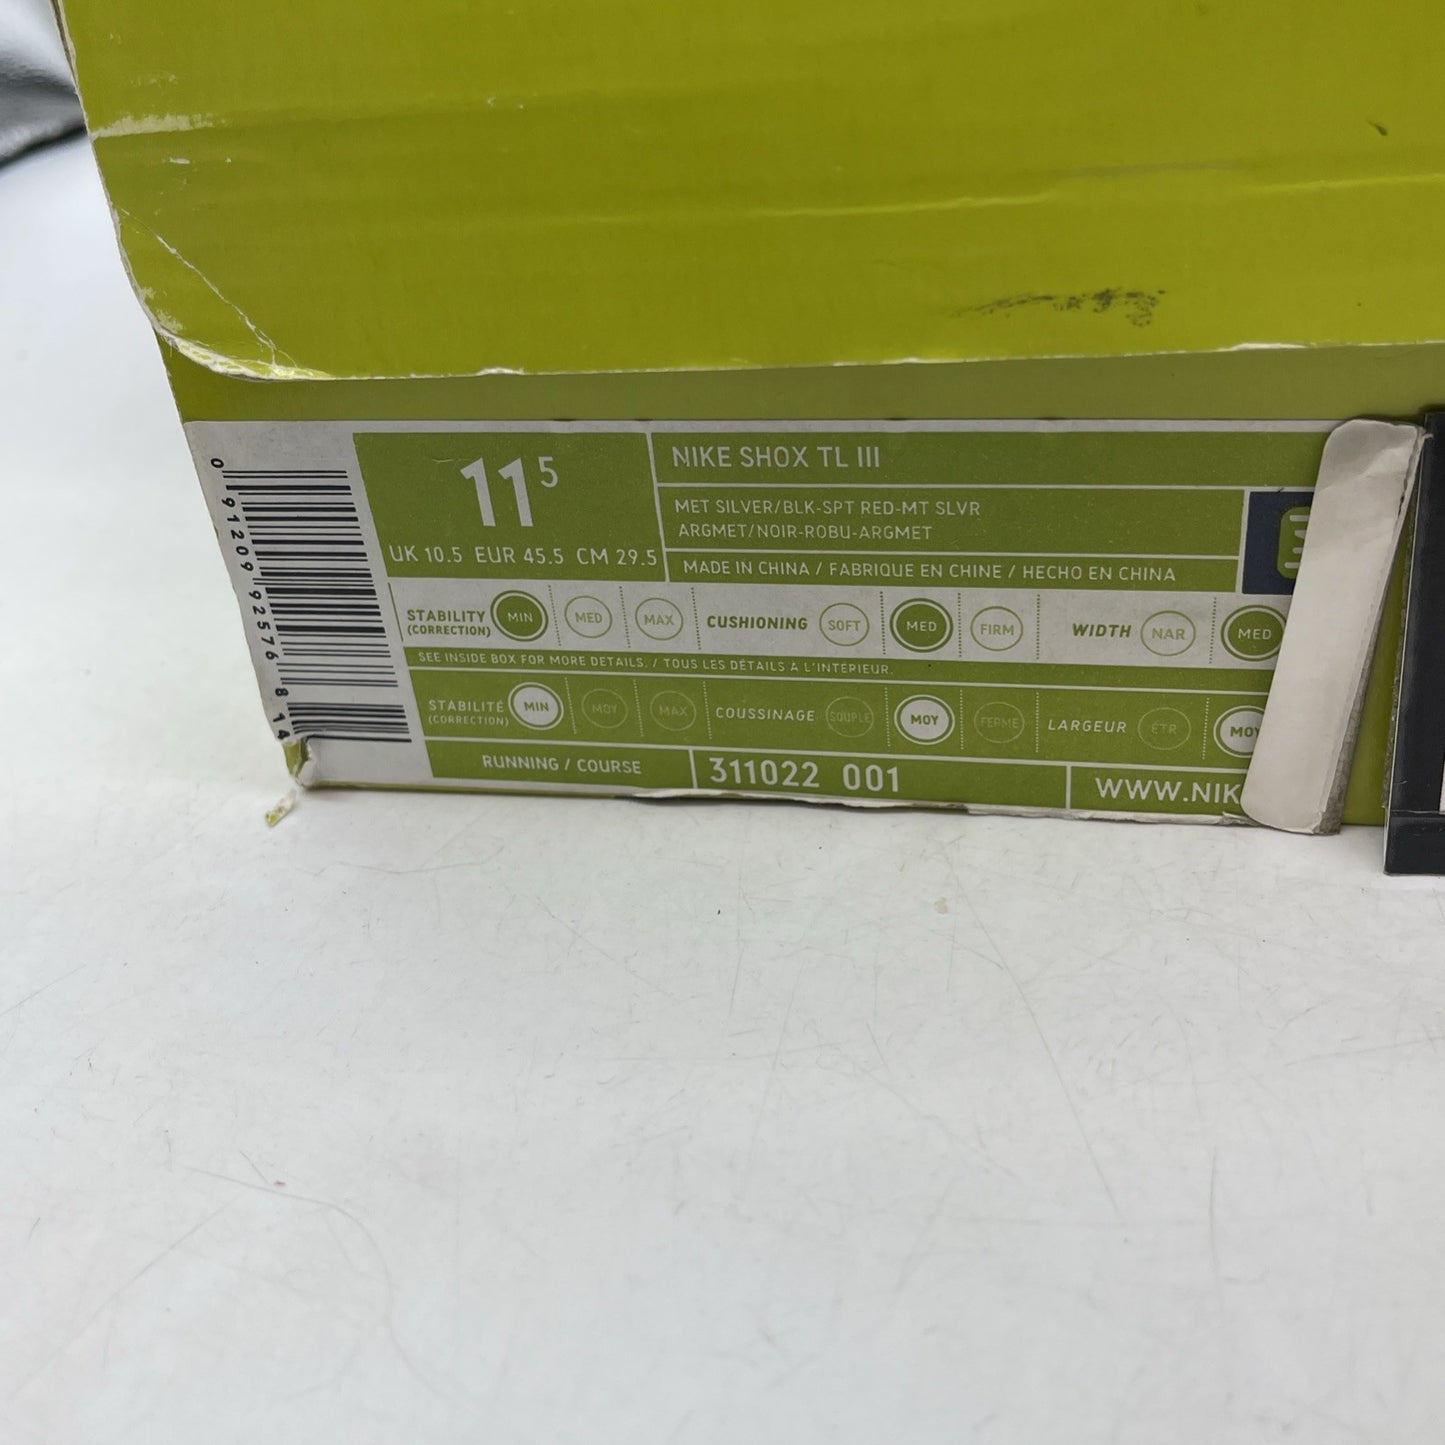 0 91209 92576 8 14
11 5
UK 10.5 EUR 45.5 CM 29.5
NIKE SHOX TL III
MET SILVER/BLK-SPT RED-MT SLVR
ARGMET/NOIR-ROBU-ARGMET
MADE IN CHINA / FABRIQUE EN CHINE / HECHO EN CHINA
STABILITY (CORRECTION) MIN MED MAX CUSHIONING SOFT MED FIRM WIDTH NAR MED
SEE INSIDE BOX FOR MORE DETAILS. / TOUS LES DÉTAILS À L'INTÉPIEUR.
STABILITÉ (CORRECTION) MIN MOY MAX COUSSINAGE SOUPLE MOY FERME LARGEUR ÉTR MOY
RUNNING / COURSE 311022 001 WWW.NIK